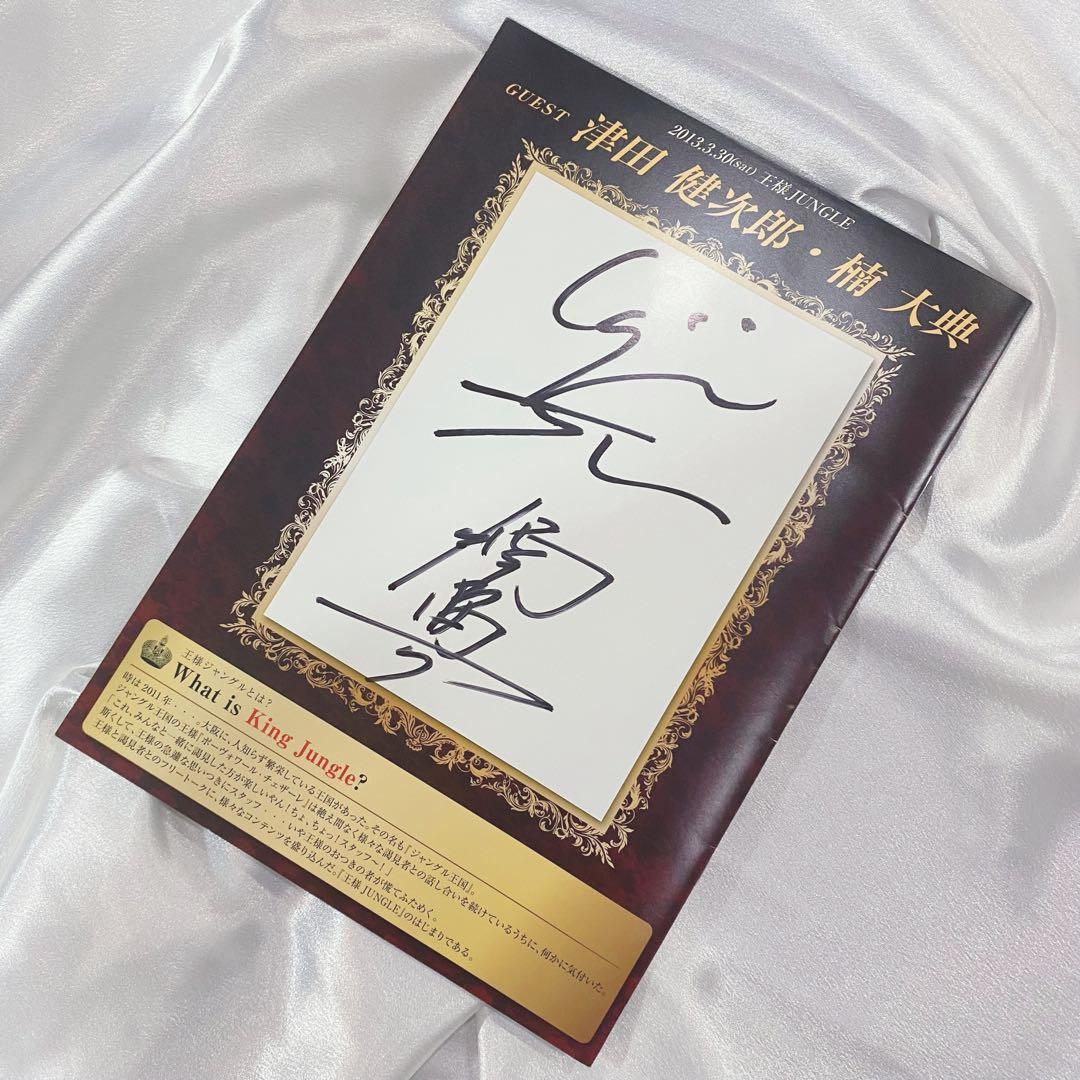 2013.3.30(sat) 王様JUNGLE
GUEST 津田 健次郎・楠 大典
王様ジャングルとは?
What is King Jungle?
時は2011年・・・。大阪に、人知らず繁栄している王国があった。その名も『ジャングル王国』。
ジャングル王国の王様『ボーヴォワール・チェザーレ』は絶え間なく様々な謁見者との話し合いを続けているうちに、何かに気付いた。
「これ、みんなと一緒に謁見した方が楽しいやん!ちょ、ちょっ!スタッフ〜!」
斯くして、王様の急遽な思いつきにスタッフ・・・いや王様のおつきの者が慌てふためく。
王様と謁見者とのフリートークに、様々なコンテンツを盛り込んだ。『王様JUNGLE』のはじまりである。